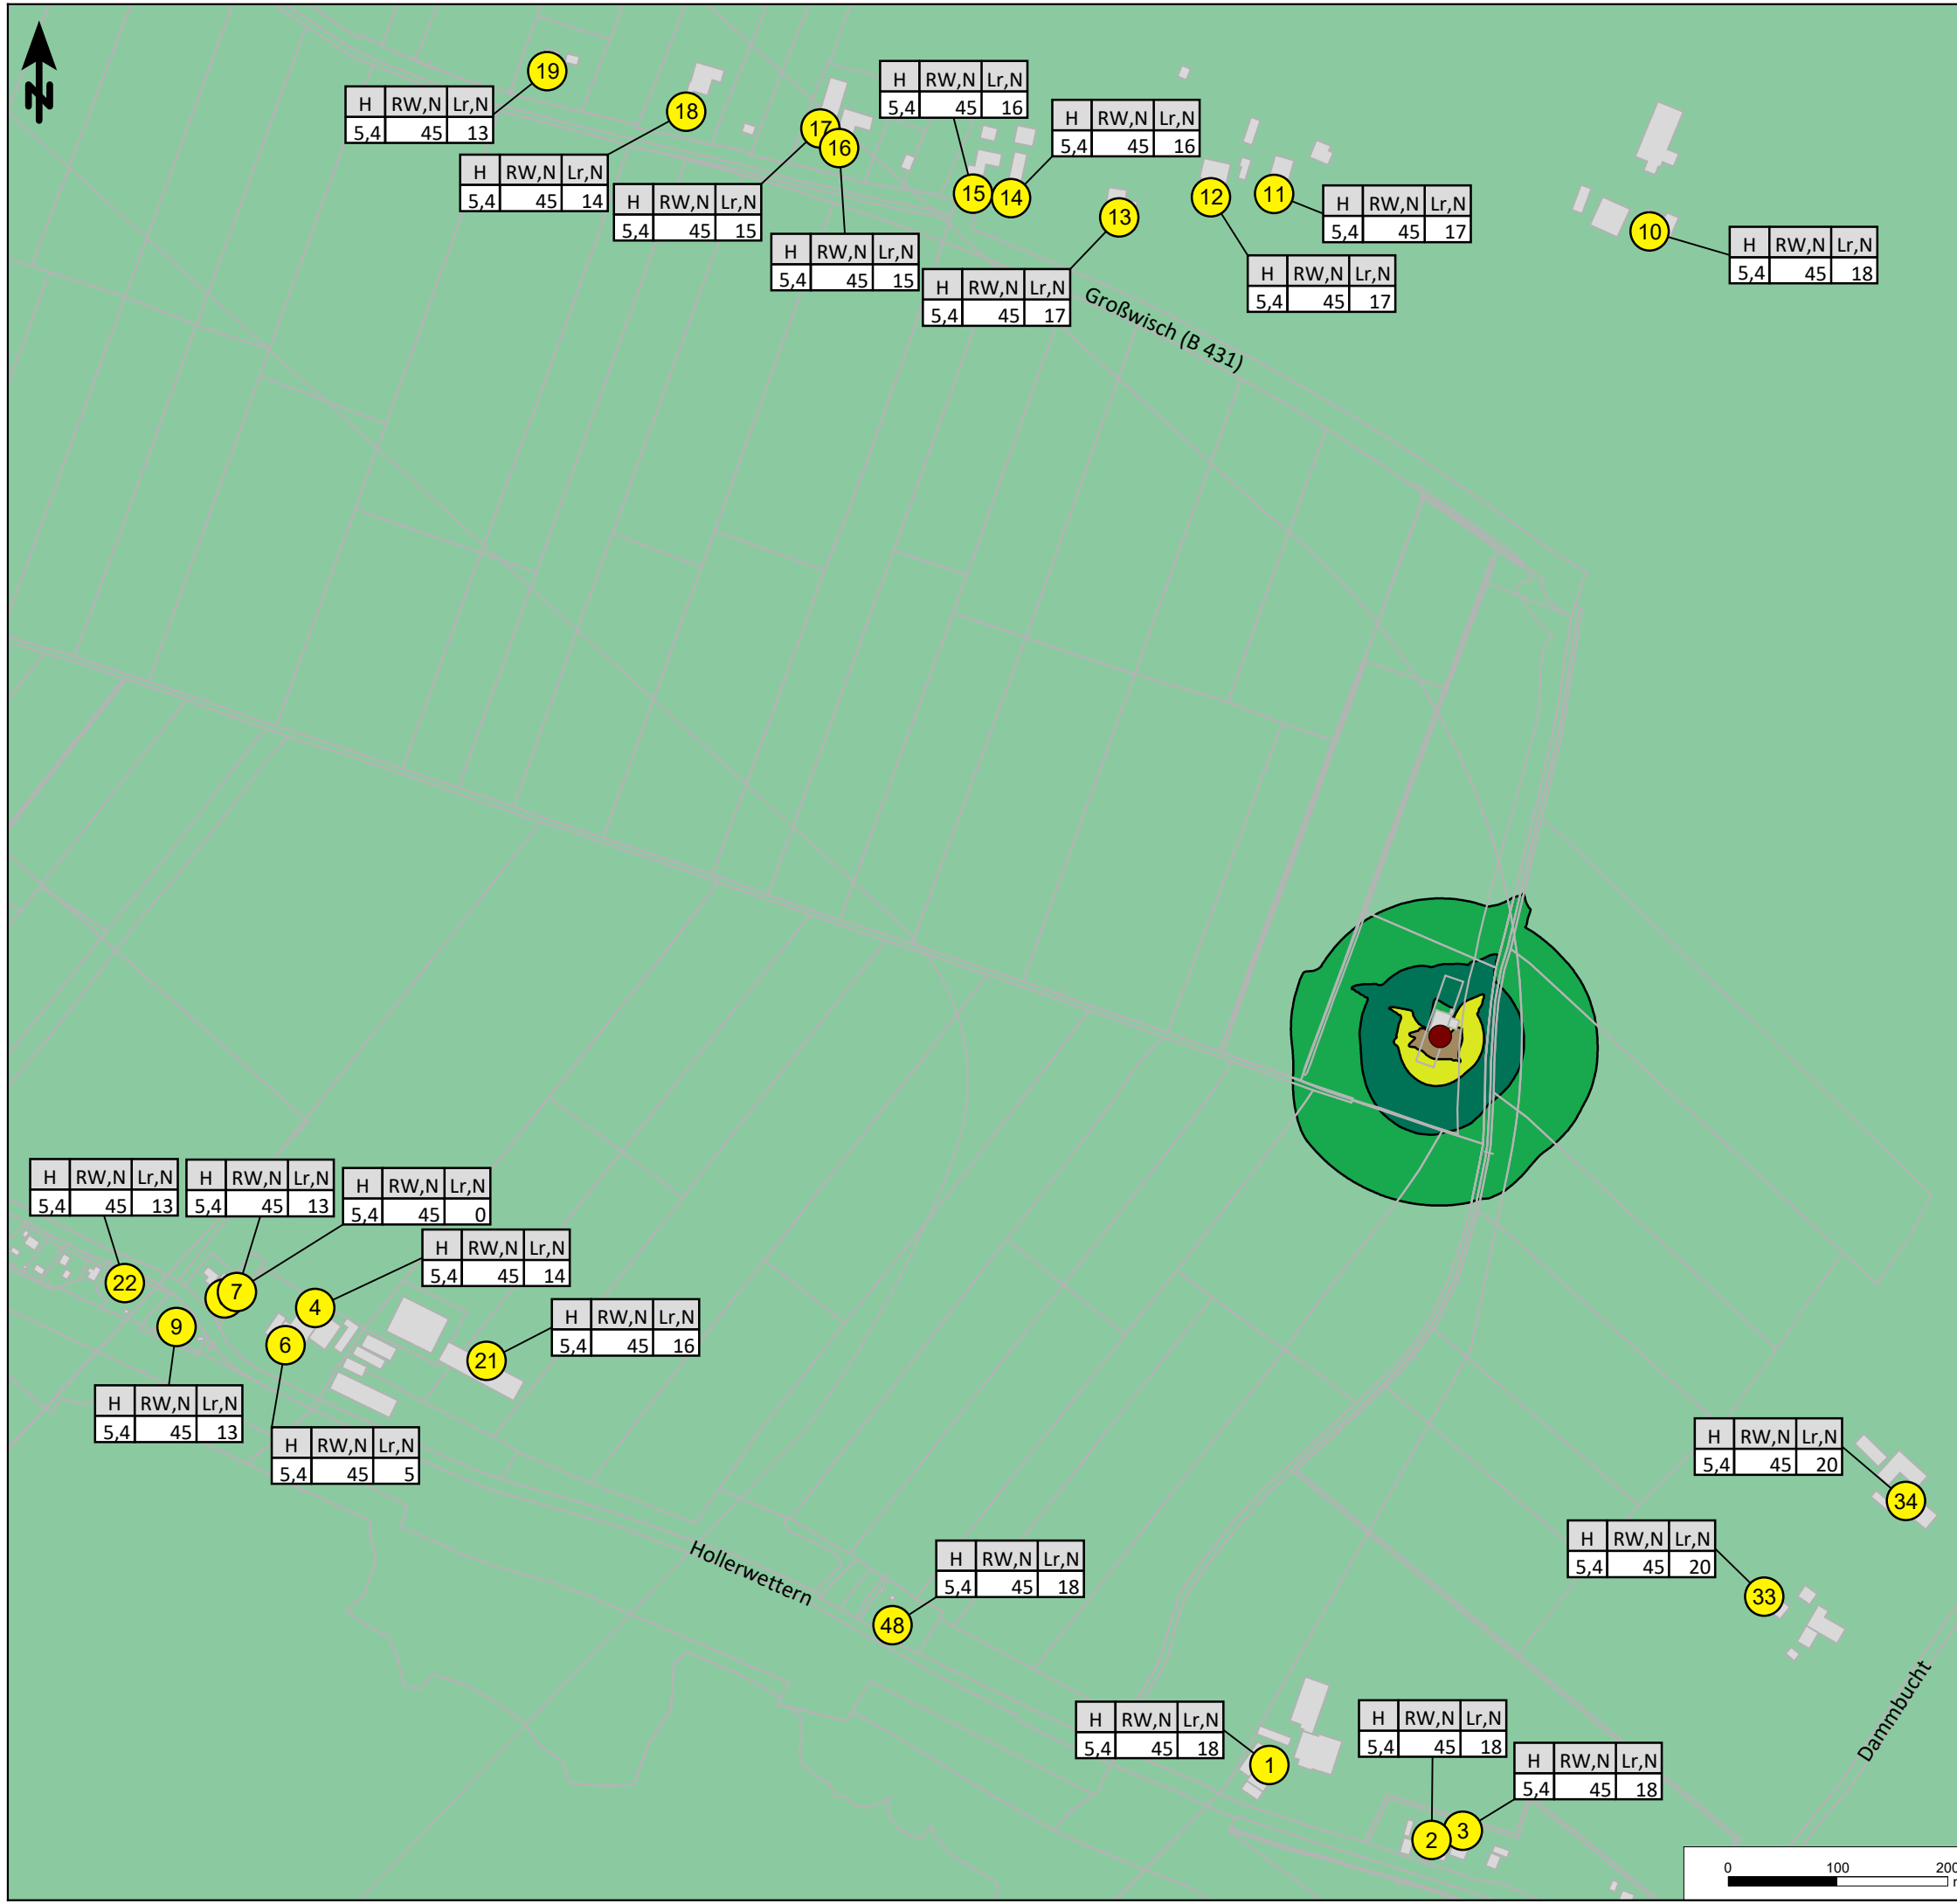 N
19
H RW,N Lr,N
5,4 45 13
18
H RW,N Lr,N
5,4 45 14
17
H RW,N Lr,N
5,4 45 15
16
H RW,N Lr,N
5,4 45 15
H RW,N Lr,N
5,4 45 16
15
H RW,N Lr,N
5,4 45 16
14
13
H RW,N Lr,N
5,4 45 17
12
H RW,N Lr,N
5,4 45 17
11
H RW,N Lr,N
5,4 45 17
10
H RW,N Lr,N
5,4 45 18
Großwisch (B 431)
H RW,N Lr,N
5,4 45 13
22
H RW,N Lr,N
5,4 45 13
H RW,N Lr,N
5,4 45 0
7
H RW,N Lr,N
5,4 45 14
4
9
H RW,N Lr,N
5,4 45 13
6
H RW,N Lr,N
5,4 45 5
H RW,N Lr,N
5,4 45 16
21
Hollerwettern
H RW,N Lr,N
5,4 45 18
48
H RW,N Lr,N
5,4 45 20
34
H RW,N Lr,N
5,4 45 20
33
Dammbucht
H RW,N Lr,N
5,4 45 18
1
H RW,N Lr,N
5,4 45 18
2
H RW,N Lr,N
5,4 45 18
3
0 100 200